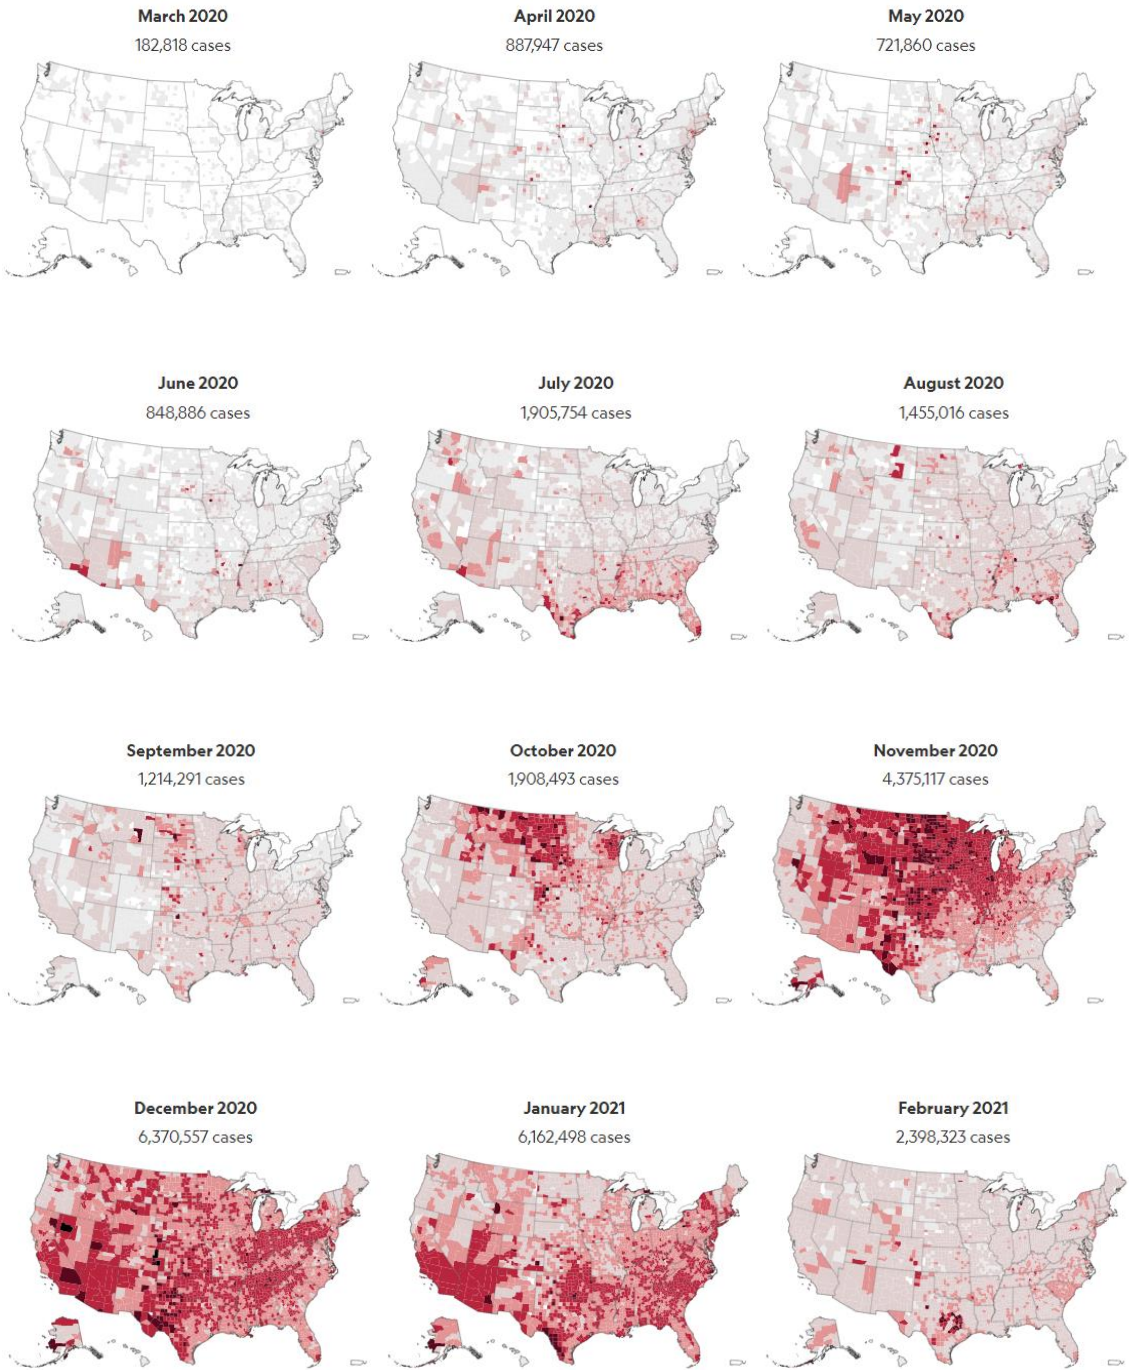 March 2020
182,818 cases
April 2020
887,947 cases
May 2020
721,860 cases
June 2020
848,886 cases
July 2020
1,905,754 cases
August 2020
1,455,016 cases
September 2020
1,214,291 cases
October 2020
1,908,493 cases
November 2020
4,375,117 cases
December 2020
6,370,557 cases
January 2021
6,162,498 cases
February 2021
2,398,323 cases